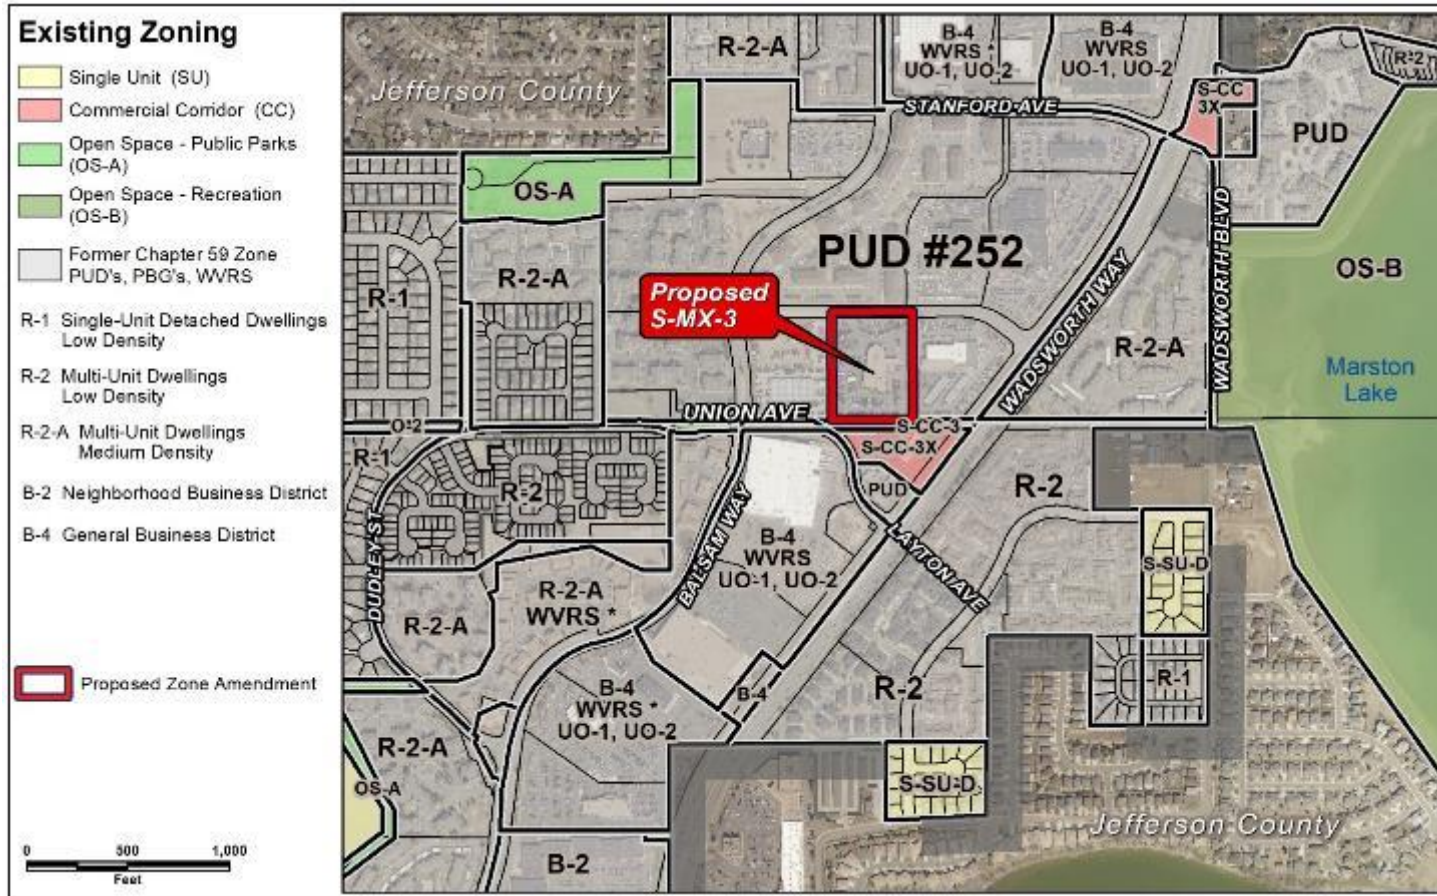 Existing Zoning
Single Unit (SU)
Commercial Corridor (CC)
Open Space - Public Parks
(OS-A)
Open Space - Recreation
(OS-B)
Former Chapter 59 Zone
PUD's, PBG's, WVRS
R-1 Single-Unit Detached Dwellings
Low Density
R-2 Multi-Unit Dwellings
Low Density
R-2-A Multi-Unit Dwellings
Medium Density
B-2 Neighborhood Business District
B-4 General Business District
Proposed Zone Amendment
0 500 1,000
Feet
Jefferson County
R-2-A
B-4
WVRS *
UO-1, UO-2
B-4
WVRS
UO-1, UO-2
R-2
STANFORD AVE
S-CC
3X
PUD
OS-A
PUD #252
WADSWORTH BLVD
OS-B
R-1
R-2-A
Proposed
S-MX-3
WADSWORTH WAY
R-2-A
Marston
Lake
UNION AVE
O-2
S-CC-3
S-CC-3X
R-1
R-2
PUD
R-2
BALSAM WAY
B-4
WVRS
UO-1, UO-2
LAYTON AVE
S-SU-D
DUDLEY ST
R-2-A
R-2-A
WVRS *
B-4
R-2
R-1
B-4
WVRS *
UO-1, UO-2
R-2-A
OS-A
S-SU-D
Jefferson County
B-2